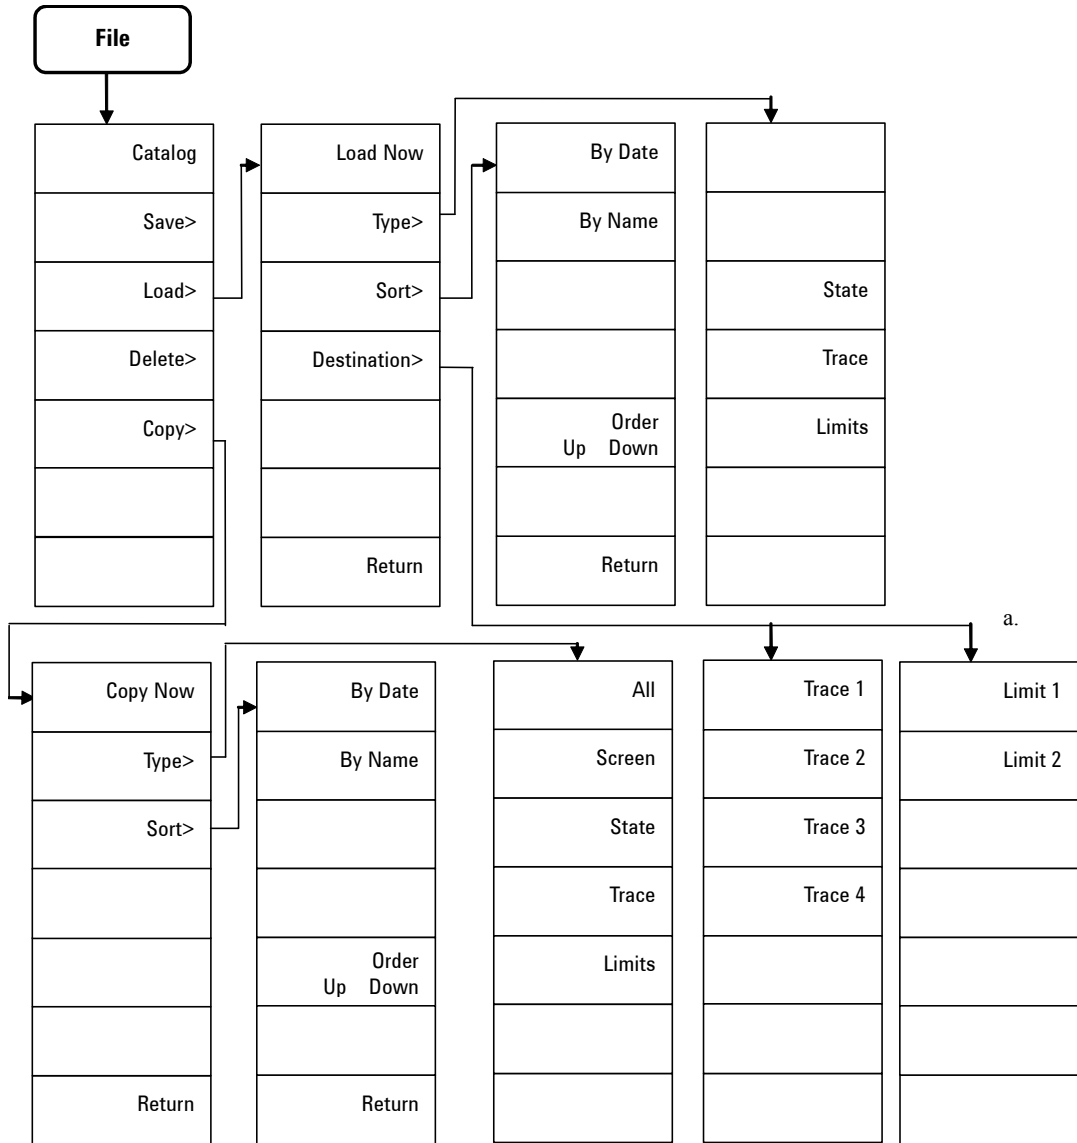 File
Catalog
Save>
Load>
Delete>
Copy>
Load Now
Type>
Sort>
Destination>
Return
By Date
By Name
Order
Up Down
Return
State
Trace
Limits
a.
Copy Now
Type>
Sort>
Return
By Date
By Name
Order
Up Down
Return
All
Screen
State
Trace
Limits
Trace 1
Trace 2
Trace 3
Trace 4
Limit 1
Limit 2